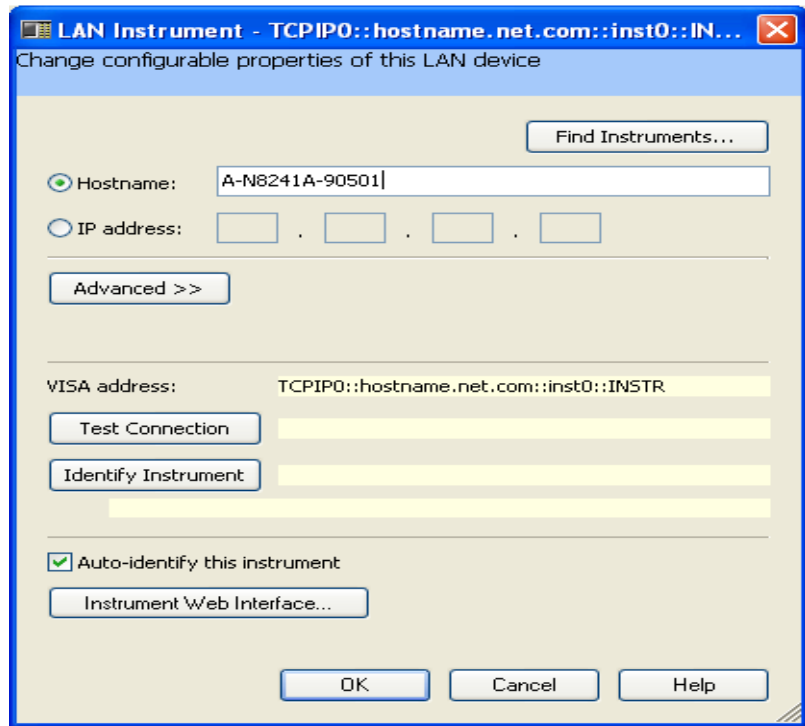 LAN Instrument - TCPIP0::hostname.net.com::inst0::IN...
Change configurable properties of this LAN device
Find Instruments...
Hostname: A-N8241A-90501
IP address: . . .
Advanced >>
VISA address: TCPIP0::hostname.net.com::inst0::INSTR
Test Connection
Identify Instrument
Auto-identify this instrument
Instrument Web Interface...
OK Cancel Help